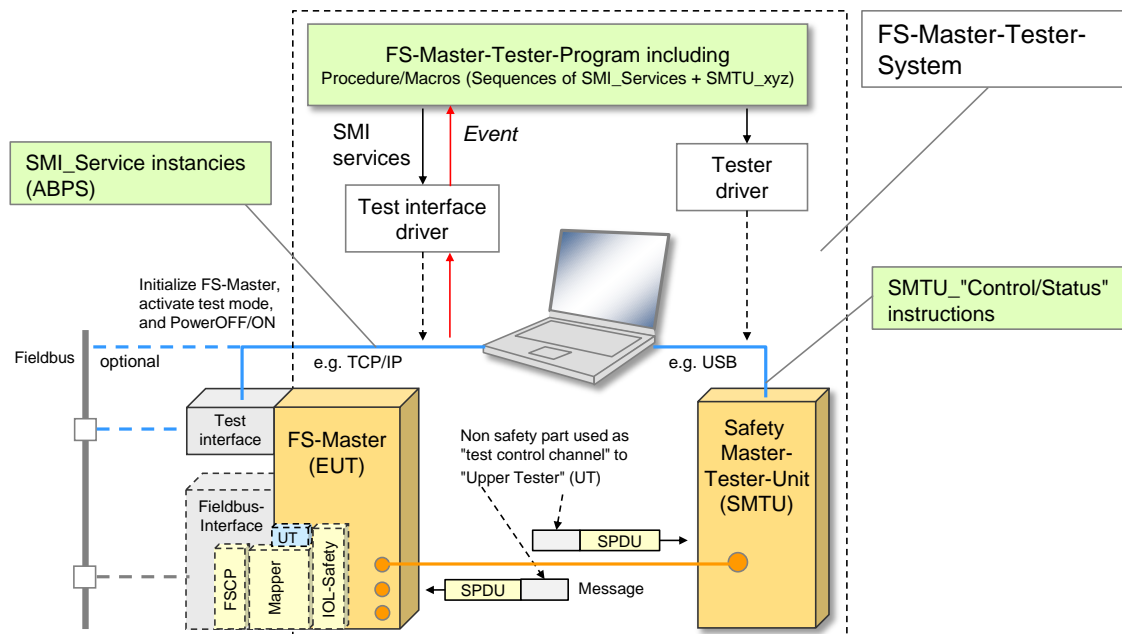 FS-Master-Tester-Program including
Procedure/Macros (Sequences of SMI_Services + SMTU_xyz)
FS-Master-Tester-
System
SMI
services
Event
SMI_Service instancies
(ABPS)
Tester
driver
Test interface
driver
Initialize FS-Master,
activate test mode,
and PowerOFF/ON
SMTU_"Control/Status"
instructions
Fieldbus
optional
e.g. TCP/IP
e.g. USB
Test
interface
FS-Master
(EUT)
Non safety part used as
"test control channel" to
"Upper Tester" (UT)
Safety
Master-
Tester-Unit
(SMTU)
Fieldbus-
Interface
UT
FSCP
Mapper
IOL-Safety
SPDU
SPDU
Message